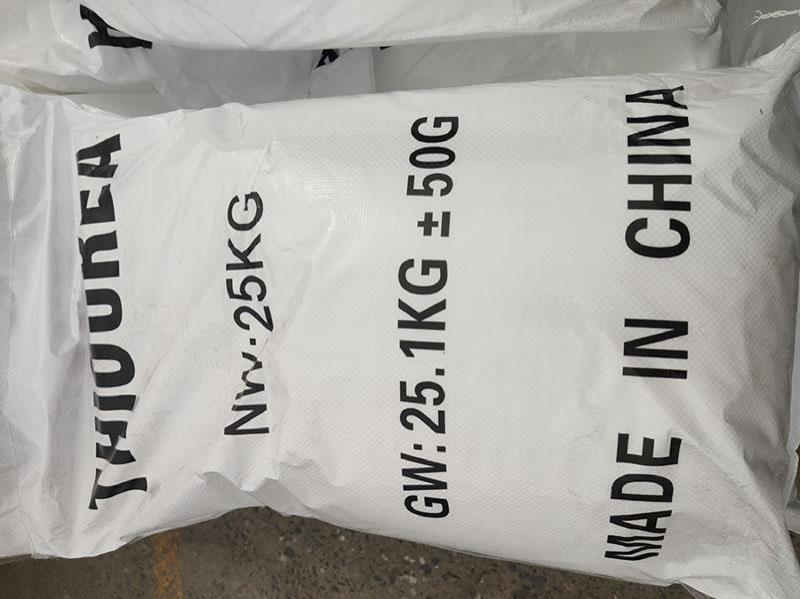 THIOUREA
NW:25KG
GW:25.1KG ±50G
MADE IN CHINA